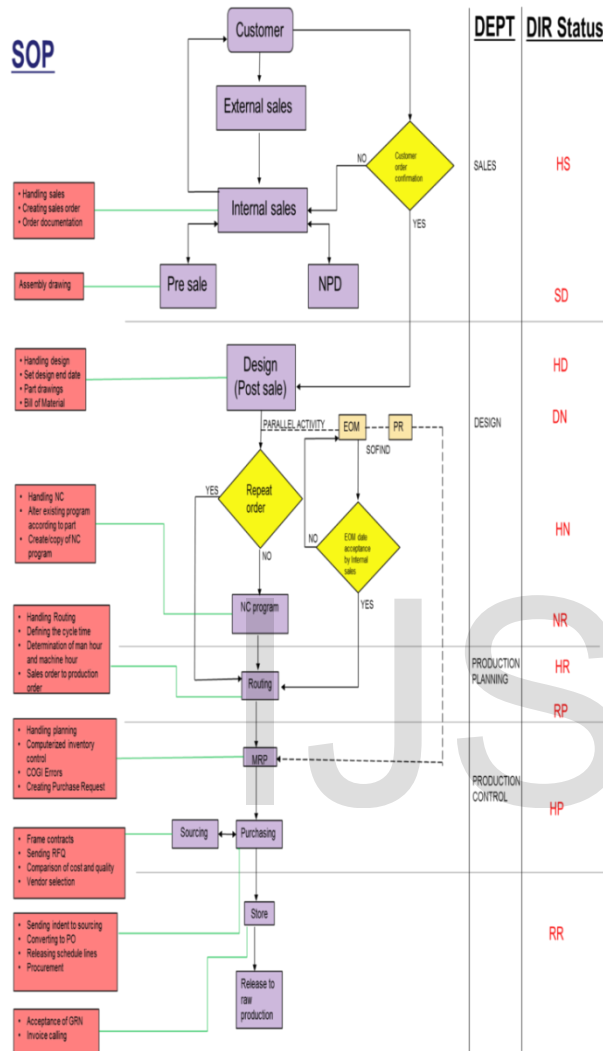 SOP
DEPT
DIR Status
Customer
External sales
NO
Customer
order
confirmation
SALES
HS
• Handling sales
• Creating sales order
• Order documentation
Internal sales
YES
Assembly drawing
Pre sale
NPD
SD
• Handling design
• Set design end date
• Part drawings
• Bill of Material
Design
(Post sale)
HD
DN
PARALLEL ACTIVITY
EOM
PR
DESIGN
SOFIND
YES
Repeat
order
NO
NO
EOM date
acceptance
by Internal
sales
YES
• Handling NC
• Alter existing program
according to part
• Create/copy of NC
program
HN
NC program
NR
• Handling Routing
• Defining the cycle time
• Determination of man hour
and machine hour
• Sales order to production
order
Routing
PRODUCTION
PLANNING
HR
RP
• Handling planning
• Computerized inventory
control
• COGI Errors
• Creating Purchase Request
MRP
PRODUCTION
CONTROL
HP
• Frame contracts
• Sending RFQ
• Comparison of cost and quality
• Vendor selection
Sourcing
Purchasing
• Sending indent to sourcing
• Converting to PO
• Releasing schedule lines
• Procurement
Store
RR
Release to
raw
production
• Acceptance of GRN
• Invoice calling
IJS